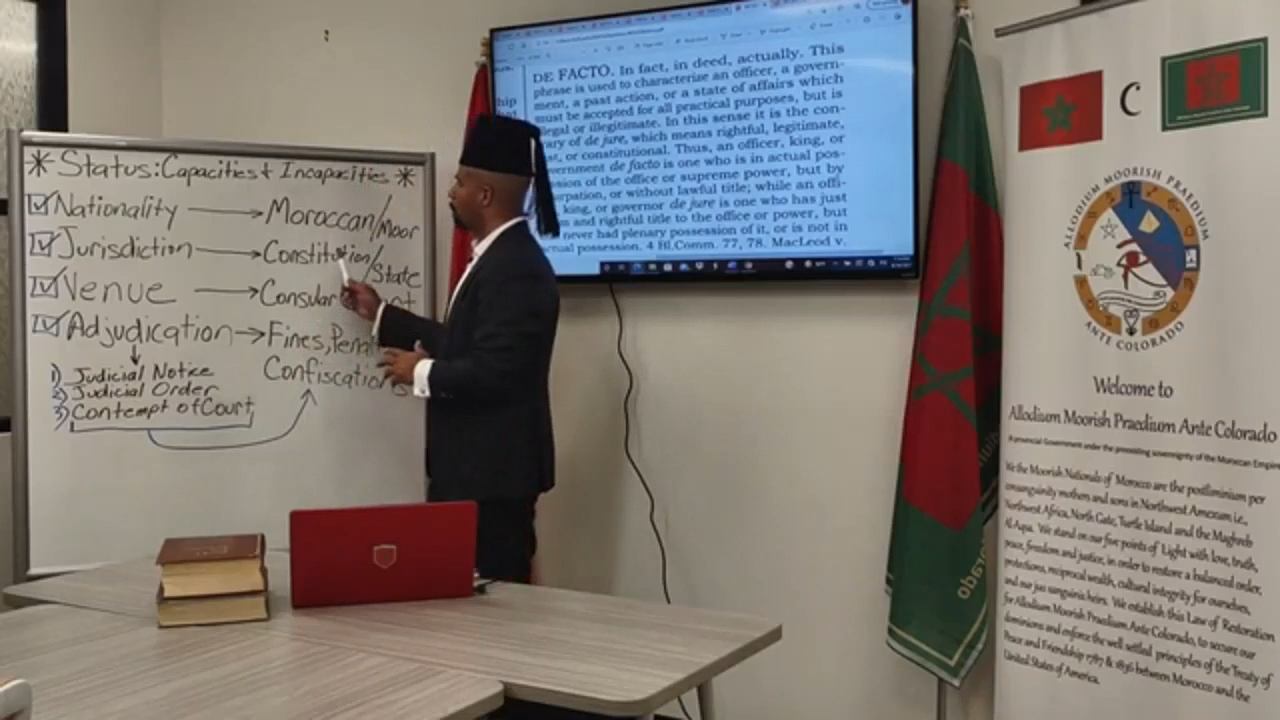 * Status: Capacities & Incapacities *
Nationality → Moroccan/Moor
Jurisdiction → Constitution/State
Venue → Consular
Adjudication → Fines,
Confiscations
1) Judicial Notice
2) Judicial Order
3) Contempt of Court
hip
DE FACTO. In fact, in deed, actually. This
phrase is used to characterize an officer, a govern-
ment, a past action, or a state of affairs which
must be accepted for all practical purposes, but is
illegal or illegitimate. In this sense it is the con-
rary of de jure, which means rightful, legitimate,
st, or constitutional. Thus, an officer, king, or
vernment de facto is one who is in actual pos-
sion of the office or supreme power, but by
urpation, or without lawful title; while an offi-
king, or governor de jure is one who has just
m and rightful title to the office or power, but
never had plenary possession of it, or is not in
ctual possession. 4 Bl.Comm. 77, 78. MacLeod v.
ALLODIUM MOORISH PRAEDIUM
ANTE COLORADO
Welcome to
Allodium Moorish Praedium Ante Colorado
A provincial Government under the preexisting sovereignty of the Moroccan Empire
We the Moorish Nationals of Morocco are the postliminium per
consanguinity mothers and sons in Northwest Amexem i.e.,
Northwest Africa, North Gate, Turtle Island and the Maghreb
Al Aqsa. We stand on our five points of Light with love, truth,
peace, freedom and justice, in order to restore a balanced order,
protections, reciprocal wealth, cultural integrity for ourselves,
and our jus sanguinis heirs. We establish this Law of Restoration
for Allodium Moorish Praedium Ante Colorado, to secure our
dominions and enforce the well settled principles of the Treaty of
Peace and Friendship 1787 & 1836 between Morocco and the
United States of America.